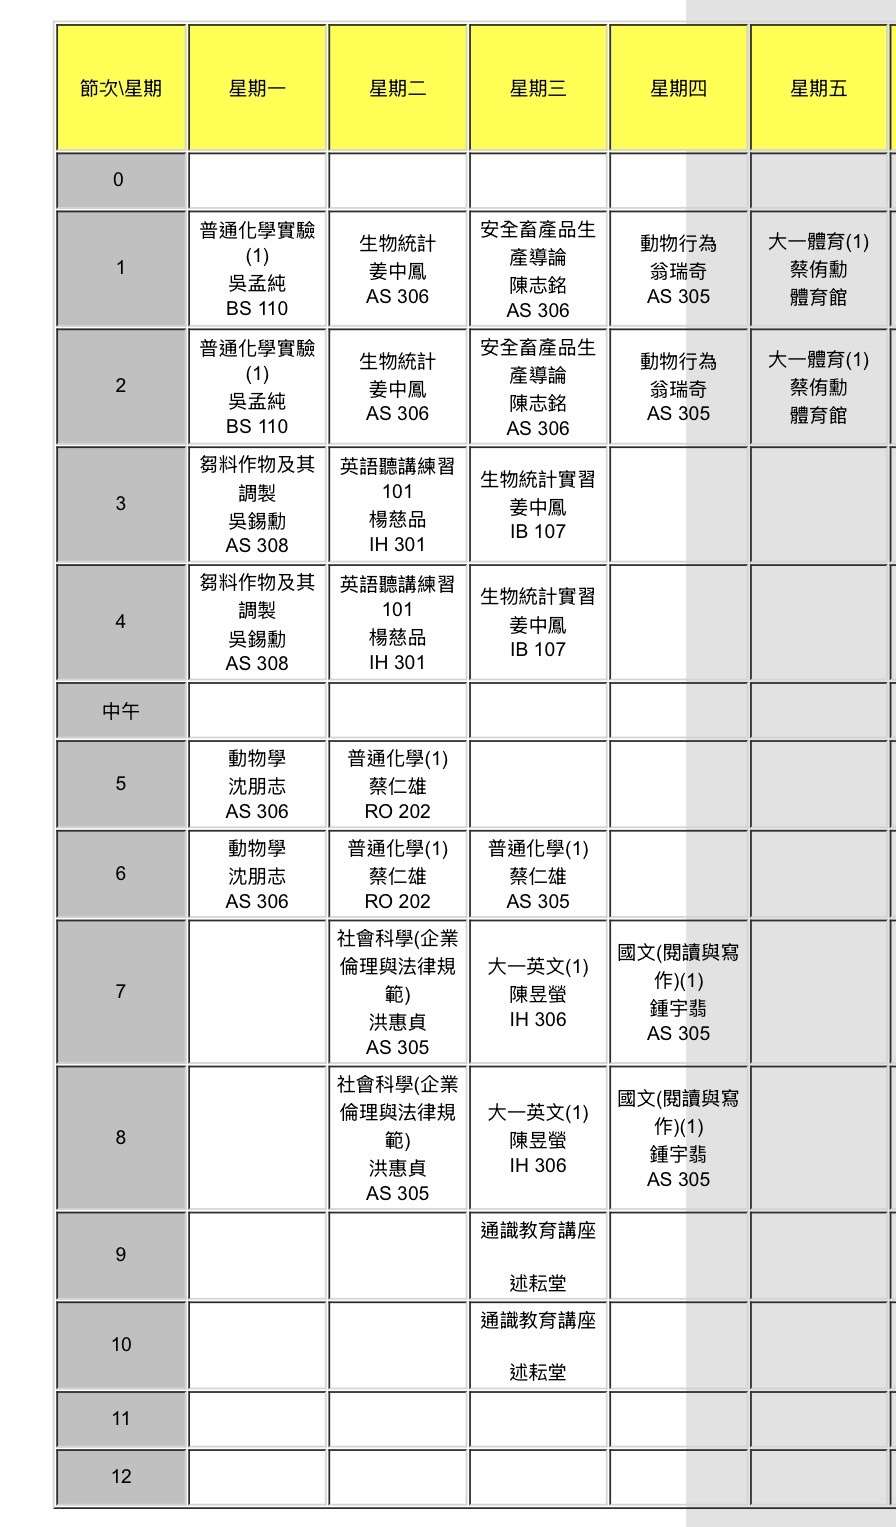 節次\星期 星期一 星期二 星期三 星期四 星期五
0
1
普通化學實驗
(1)
吳孟純
BS 110
生物統計
姜中鳳
AS 306
安全畜產品生
產導論
陳志銘
AS 306
動物行為
翁瑞奇
AS 305
大一體育(1)
蔡侑勳
體育館
2
普通化學實驗
(1)
吳孟純
BS 110
生物統計
姜中鳳
AS 306
安全畜產品生
產導論
陳志銘
AS 306
動物行為
翁瑞奇
AS 305
大一體育(1)
蔡侑勳
體育館
3
芻料作物及其
調製
吳錫勳
AS 308
英語聽講練習
101
楊慈品
IH 301
生物統計實習
姜中鳳
IB 107
4
芻料作物及其
調製
吳錫勳
AS 308
英語聽講練習
101
楊慈品
IH 301
生物統計實習
姜中鳳
IB 107
中午
5
動物學
沈朋志
AS 306
普通化學(1)
蔡仁雄
RO 202
6
動物學
沈朋志
AS 306
普通化學(1)
蔡仁雄
RO 202
普通化學(1)
蔡仁雄
AS 305
7
社會科學(企業
倫理與法律規
範)
洪惠貞
AS 305
大一英文(1)
陳昱螢
IH 306
國文(閱讀與寫
作)(1)
鍾宇翡
AS 305
8
社會科學(企業
倫理與法律規
範)
洪惠貞
AS 305
大一英文(1)
陳昱螢
IH 306
國文(閱讀與寫
作)(1)
鍾宇翡
AS 305
9
通識教育講座
述耘堂
10
通識教育講座
述耘堂
11
12